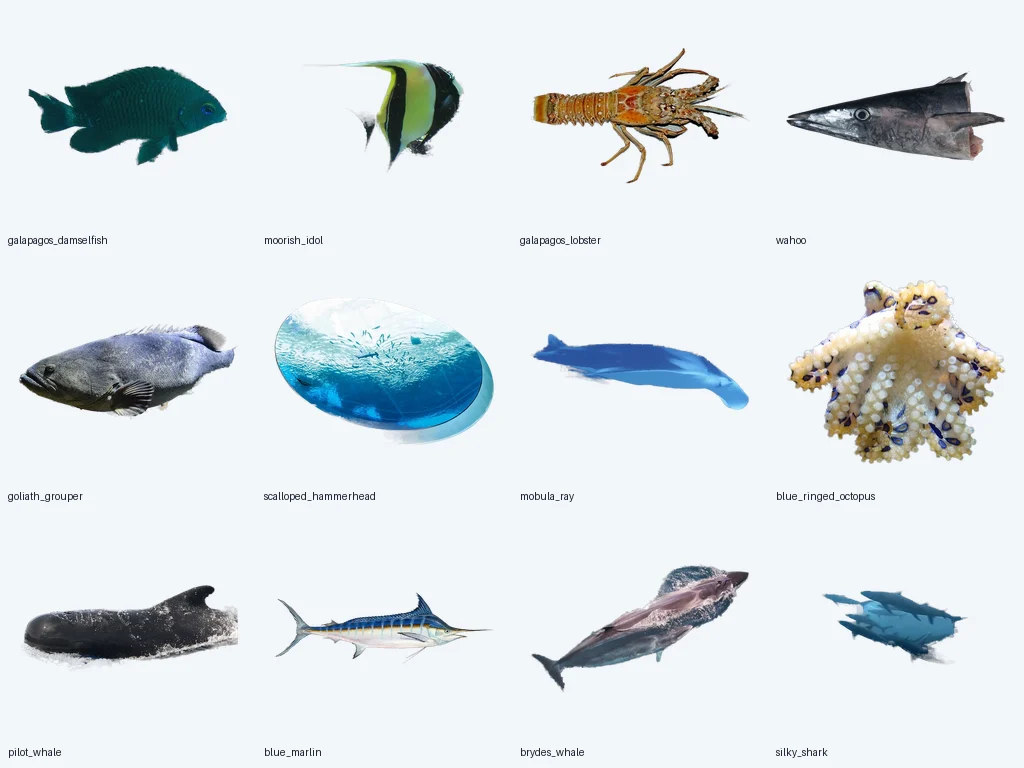 galapagos_damselfish
moorish_idol
galapagos_lobster
wahoo
goliath_grouper
scalloped_hammerhead
mobula_ray
blue_ringed_octopus
pilot_whale
blue_marlin
brydes_whale
silky_shark